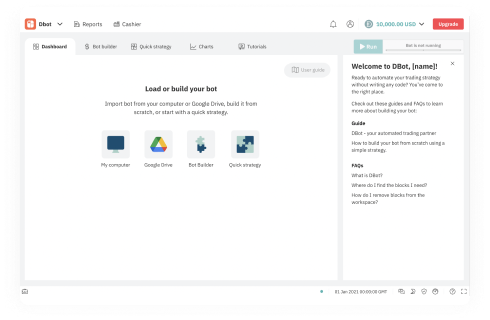 Dbot Reports Cashier 10,000.00 USD Upgrade
Dashboard Bot builder Quick strategy Charts Tutorials Run Bot is not running
User guide
Load or build your bot
Import bot from your computer or Google Drive, build it from
scratch, or start with a quick strategy.
My computer Google Drive Bot Builder Quick strategy
Welcome to DBot, [name]!
Ready to automate your trading strategy
without writing any code? You've come to
the right place.
Check out these guides and FAQs to learn
more about building your bot:
Guide
DBot - your automated trading partner
How to build your bot from scratch using a
simple strategy.
FAQs
What is DBot?
Where do I find the blocks I need?
How do I remove blocks from the
workspace?
01 Jan 2021 00:00:00 GMT